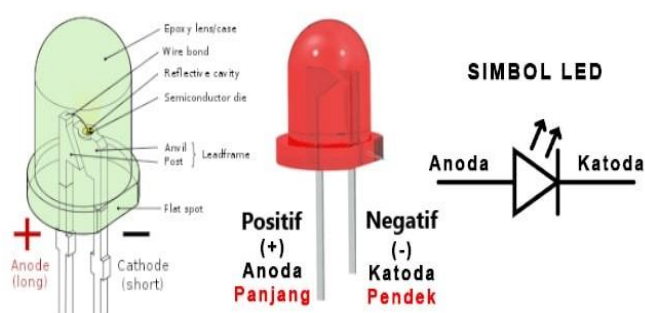 Epoxy lens/case
Wire bond
Reflective cavity
Semiconductor die
Anvil
Post
Leadframe
Flat spot
+
−
Anode
(long)
Cathode
(short)
Positif
(+)
Anoda
Panjang
Negatif
(-)
Katoda
Pendek
SIMBOL LED
Anoda
Katoda